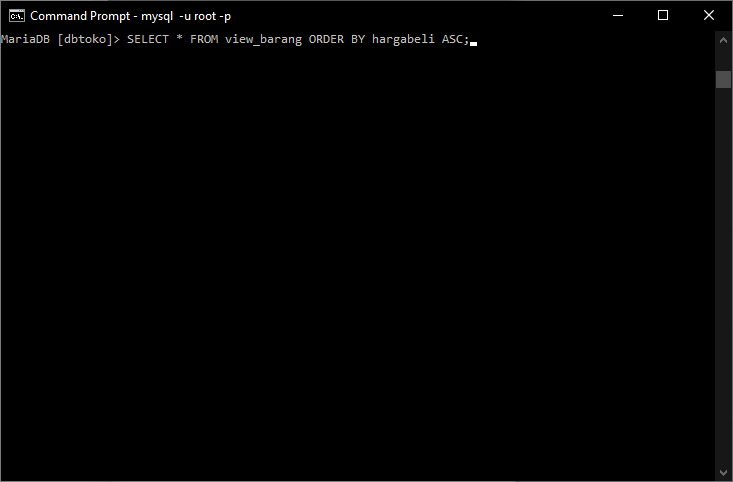 Command Prompt - mysql  -u root -p
MariaDB [dbtoko]> SELECT * FROM view_barang ORDER BY hargabeli ASC;